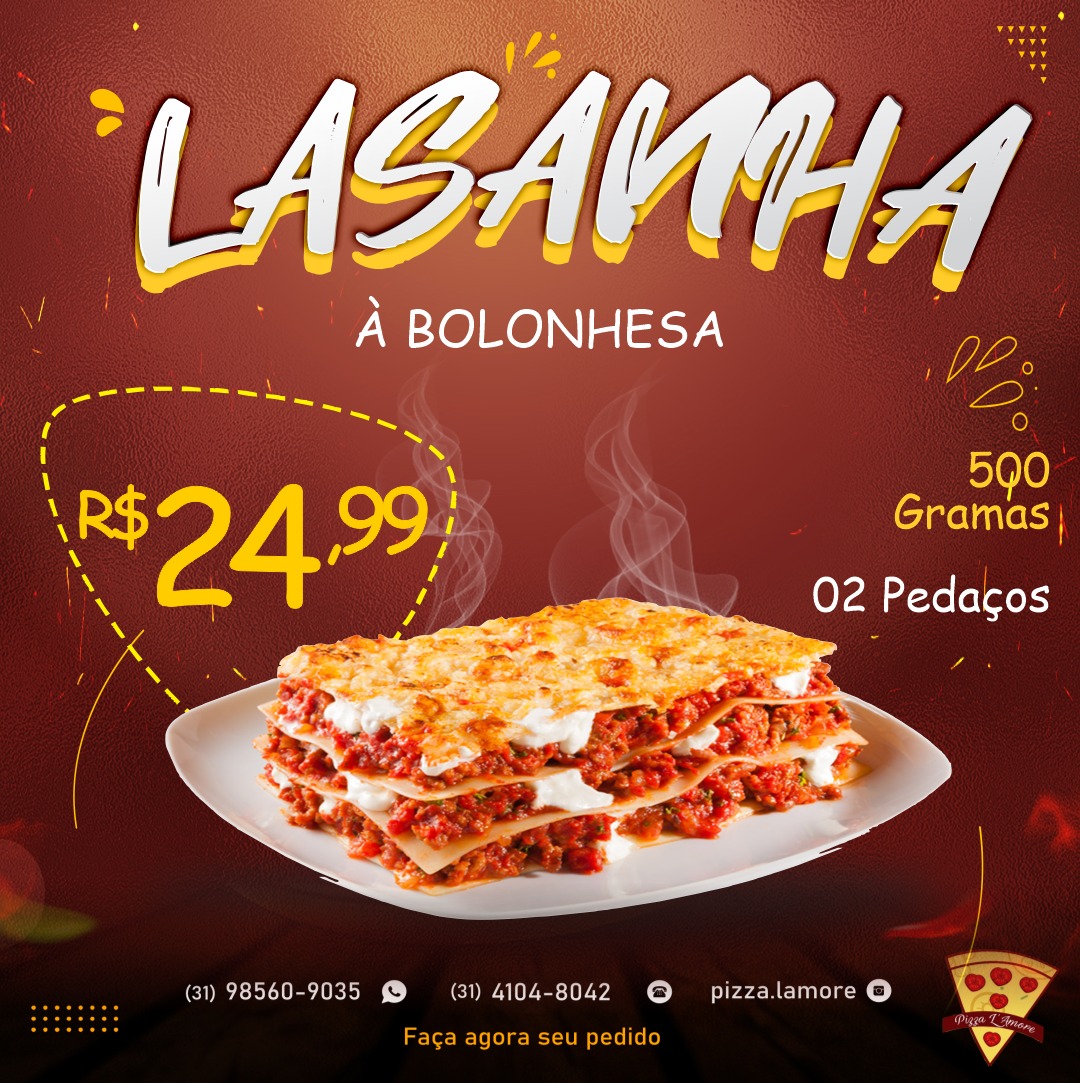 LASANHA
À BOLONHESA
R$24,99
500
Gramas
02 Pedaços
(31) 98560-9035
(31) 4104-8042
pizza.lamore
Faça agora seu pedido
Pizza L'Amore